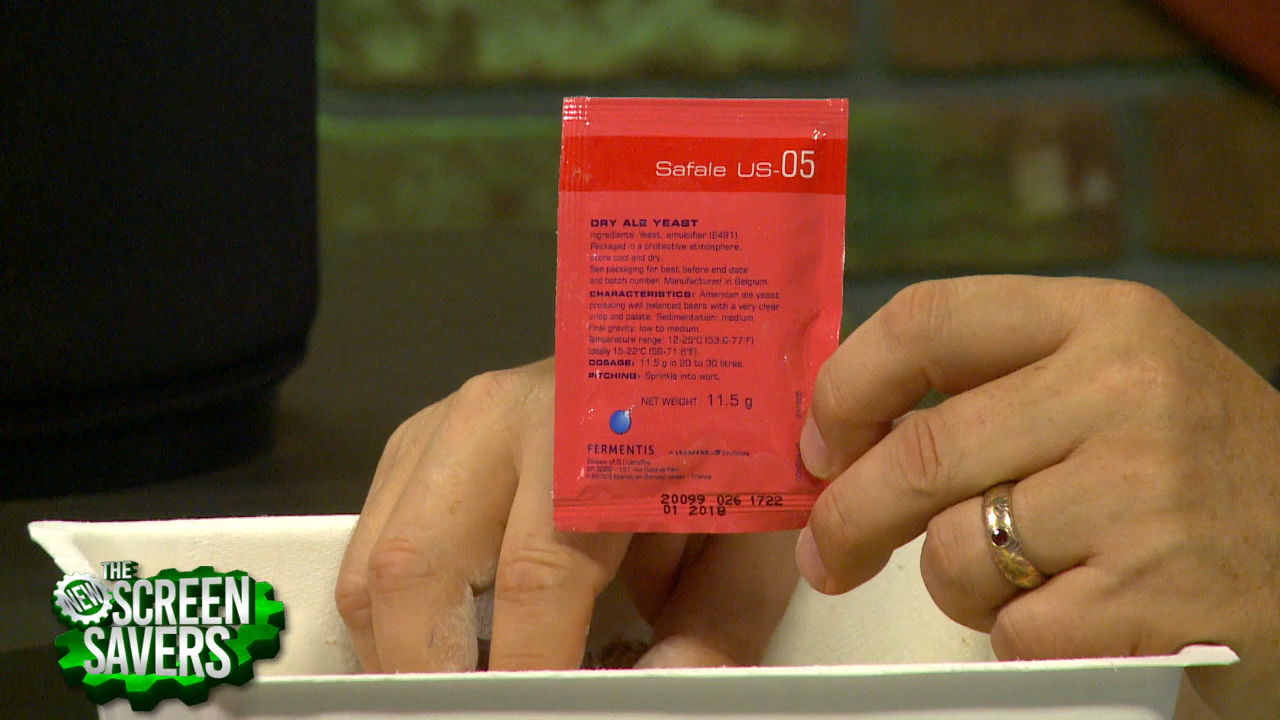 Safale US-05
DRY ALE YEAST
Ingredients: Yeast, emulsifier (E491).
Packaged in a protective atmosphere,
store cool and dry.
See packaging for best before end date
and batch number. Manufactured in Belgium.
CHARACTERISTICS: American ale yeast
producing well balanced beers with a very clear
crisp end palate. Sedimentation: medium.
Final gravity: low to medium.
Temperature range: 12-25°C (53.6-77°F)
ideally 15-22°C (59-71.6°F).
DOSAGE: 11.5 g in 20 to 30 litres.
PITCHING: Sprinkle into wort.
NET WEIGHT: 11.5 g
FERMENTIS
Division of S.I. Lesaffre
20099 026 1722
01 2018
THE
NEW
SCREEN
SAVERS